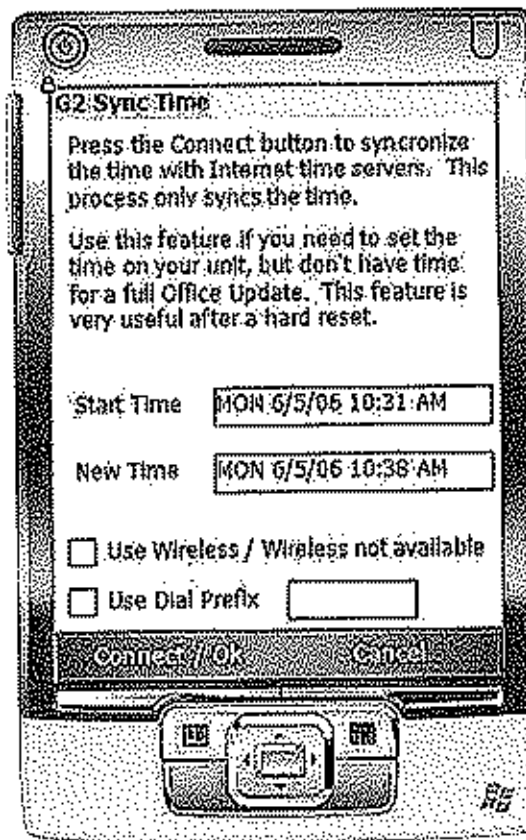 G2 Sync Time
Press the Connect button to syncronize
the time with Internet time servers. This
process only syncs the time.
Use this feature if you need to set the
time on your unit, but don't have time
for a full Office Update. This feature is
very useful after a hard reset.
Start Time MON 6/5/06 10:31 AM
New Time MON 6/5/06 10:38 AM
Use Wireless / Wireless not available
Use Dial Prefix
Connect / Ok Cancel